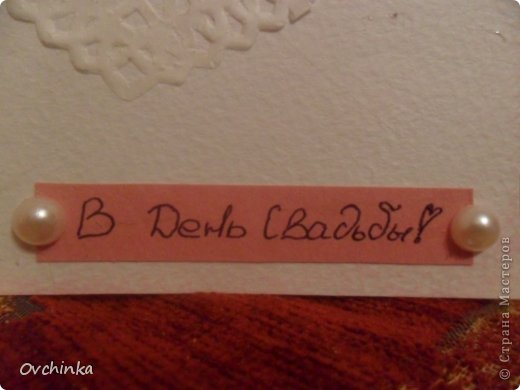 В День Свадьбы!
Ovchinka
© Страна Мастеров